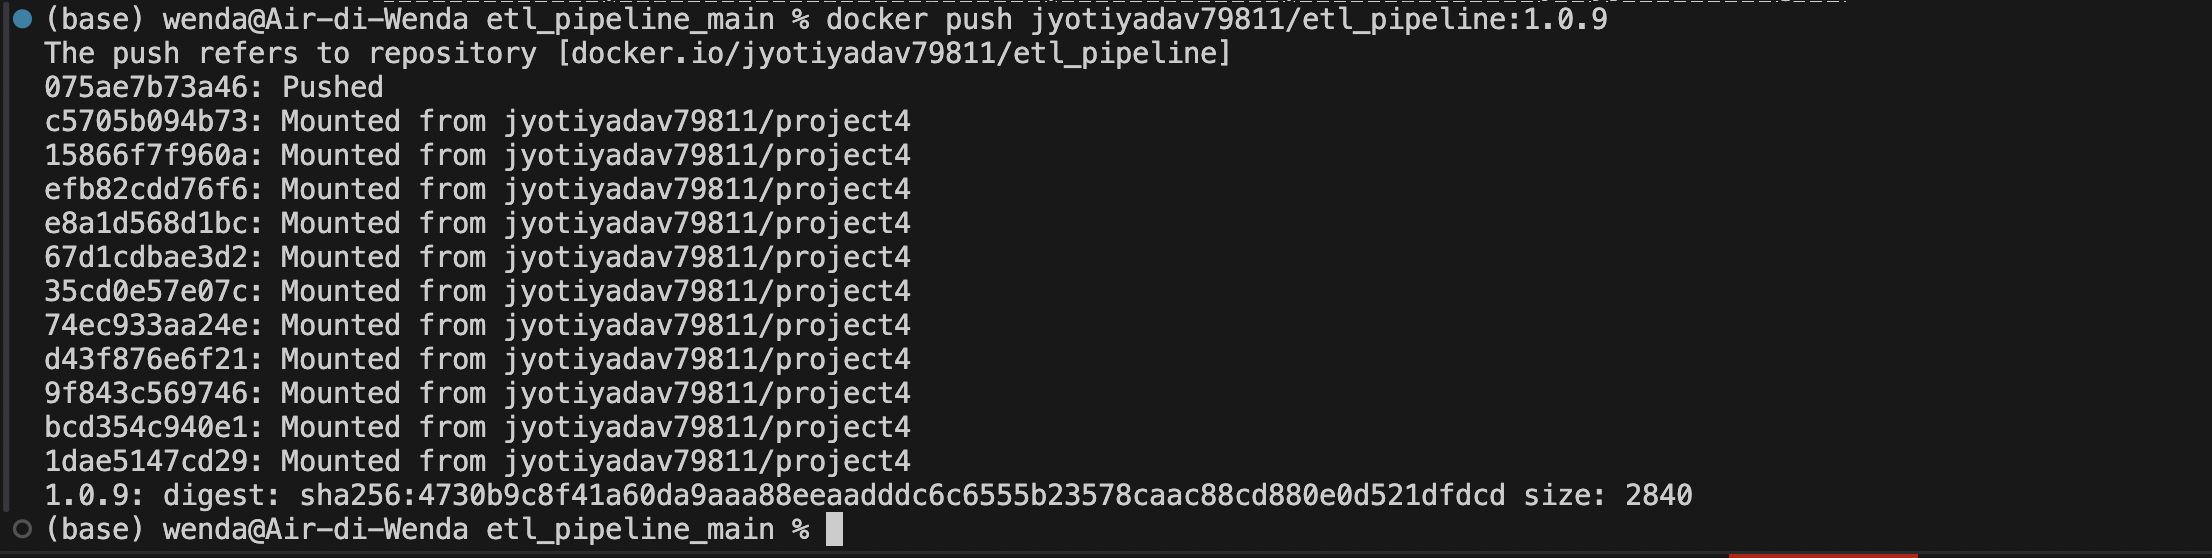 (base) wenda@Air-di-Wenda etl_pipeline_main % docker push jyotiyadav79811/etl_pipeline:1.0.9
The push refers to repository [docker.io/jyotiyadav79811/etl_pipeline]
075ae7b73a46: Pushed
c5705b094b73: Mounted from jyotiyadav79811/project4
15866f7f960a: Mounted from jyotiyadav79811/project4
efb82cdd76f6: Mounted from jyotiyadav79811/project4
e8a1d568d1bc: Mounted from jyotiyadav79811/project4
67d1cdbae3d2: Mounted from jyotiyadav79811/project4
35cd0e57e07c: Mounted from jyotiyadav79811/project4
74ec933aa24e: Mounted from jyotiyadav79811/project4
d43f876e6f21: Mounted from jyotiyadav79811/project4
9f843c569746: Mounted from jyotiyadav79811/project4
bcd354c940e1: Mounted from jyotiyadav79811/project4
1dae5147cd29: Mounted from jyotiyadav79811/project4
1.0.9: digest: sha256:4730b9c8f41a60da9aaa88eeaadddc6c6555b23578caac88cd880e0d521dfdcd size: 2840
(base) wenda@Air-di-Wenda etl_pipeline_main %